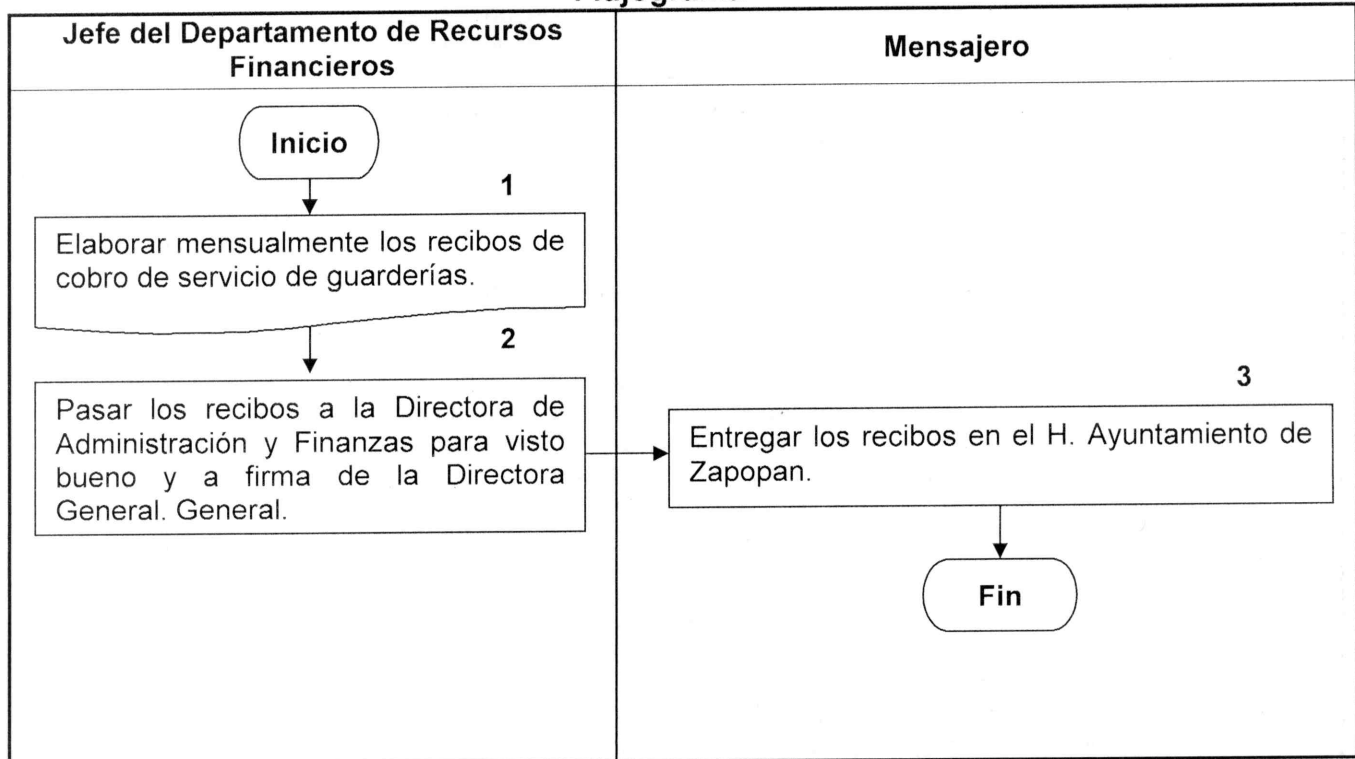 Jefe del Departamento de Recursos
Financieros
Mensajero
Inicio
1
Elaborar mensualmente los recibos de
cobro de servicio de guarderías.
2
Pasar los recibos a la Directora de
Administración y Finanzas para visto
bueno y a firma de la Directora
General. General.
3
Entregar los recibos en el H. Ayuntamiento de
Zapopan.
Fin